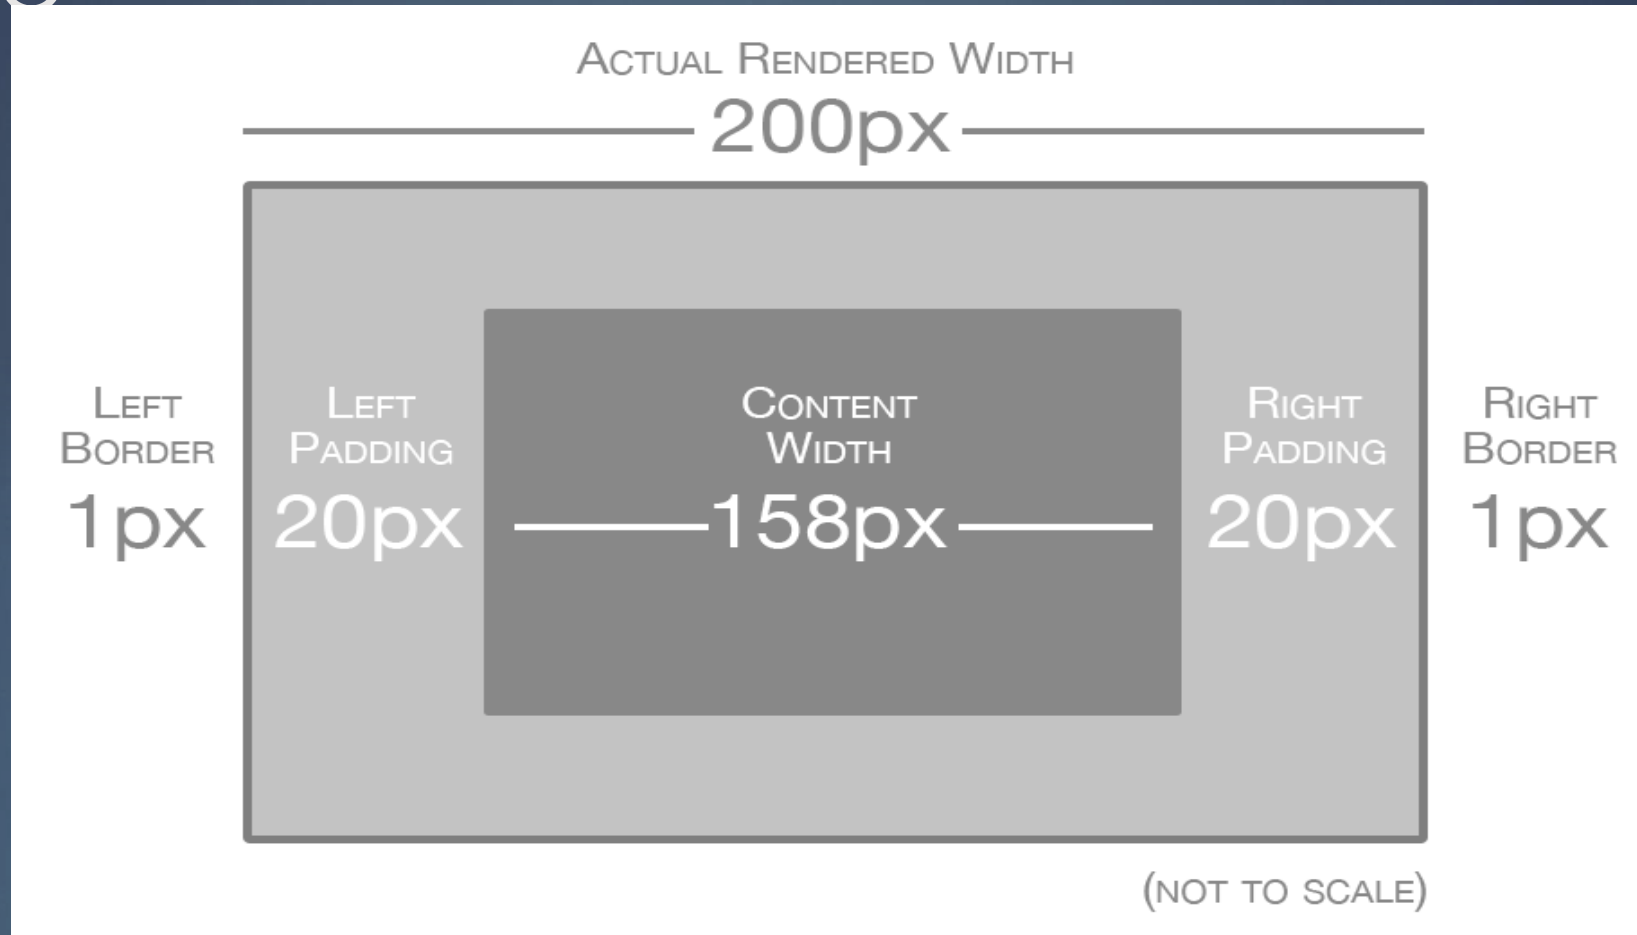 Actual Rendered Width
200px
Left
Border
1px
Left
Padding
20px
Content
Width
158px
Right
Padding
20px
Right
Border
1px
(not to scale)